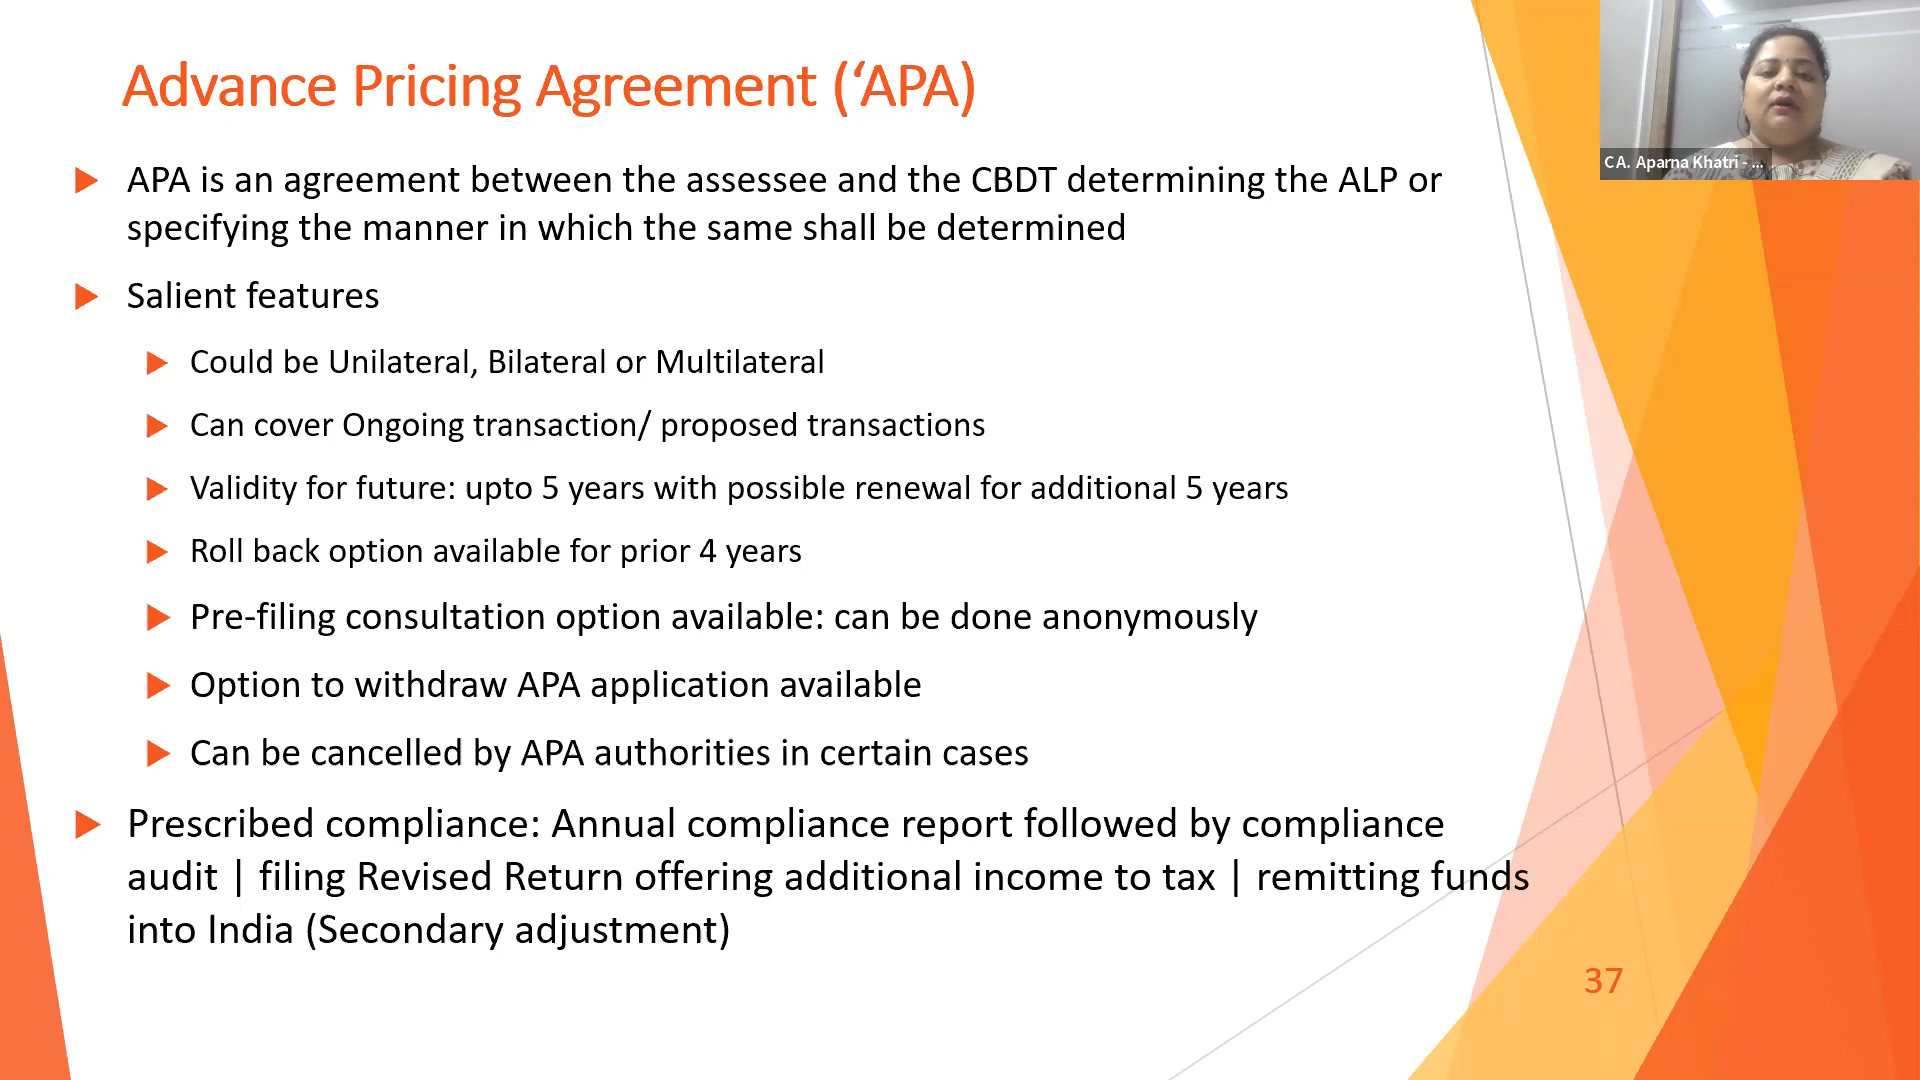 Advance Pricing Agreement (‘APA)
CA. Aparna Khatri - ...
APA is an agreement between the assessee and the CBDT determining the ALP or
specifying the manner in which the same shall be determined
Salient features
Could be Unilateral, Bilateral or Multilateral
Can cover Ongoing transaction/ proposed transactions
Validity for future: upto 5 years with possible renewal for additional 5 years
Roll back option available for prior 4 years
Pre-filing consultation option available: can be done anonymously
Option to withdraw APA application available
Can be cancelled by APA authorities in certain cases
Prescribed compliance: Annual compliance report followed by compliance
audit | filing Revised Return offering additional income to tax | remitting funds
into India (Secondary adjustment)
37